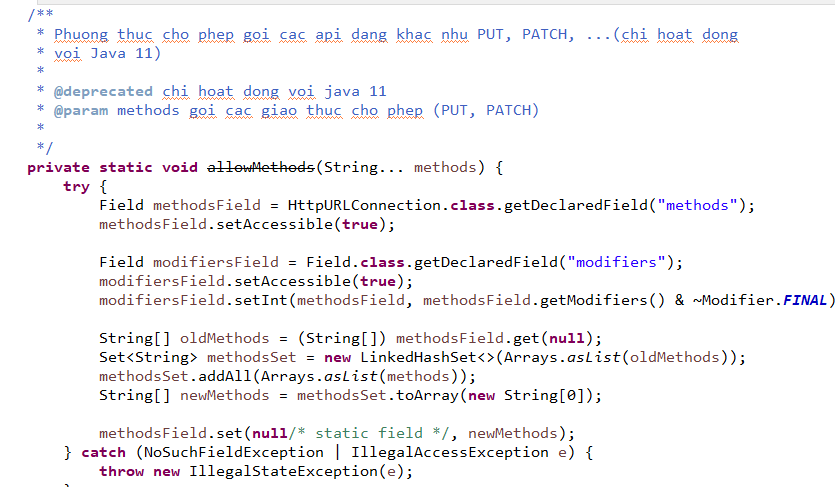 /**
 * Phuong thuc cho phep goi cac api dang khac nhu PUT, PATCH, ...(chi hoat dong
 * voi Java 11)
 *
 * @deprecated chi hoat dong voi java 11
 * @param methods goi cac giao thuc cho phep (PUT, PATCH)
 *
 */
private static void allowMethods(String... methods) {
    try {
        Field methodsField = HttpURLConnection.class.getDeclaredField("methods");
        methodsField.setAccessible(true);

        Field modifiersField = Field.class.getDeclaredField("modifiers");
        modifiersField.setAccessible(true);
        modifiersField.setInt(methodsField, methodsField.getModifiers() & ~Modifier.FINAL)

        String[] oldMethods = (String[]) methodsField.get(null);
        Set<String> methodsSet = new LinkedHashSet<>(Arrays.asList(oldMethods));
        methodsSet.addAll(Arrays.asList(methods));
        String[] newMethods = methodsSet.toArray(new String[0]);

        methodsField.set(null/* static field */, newMethods);
    } catch (NoSuchFieldException | IllegalAccessException e) {
        throw new IllegalStateException(e);